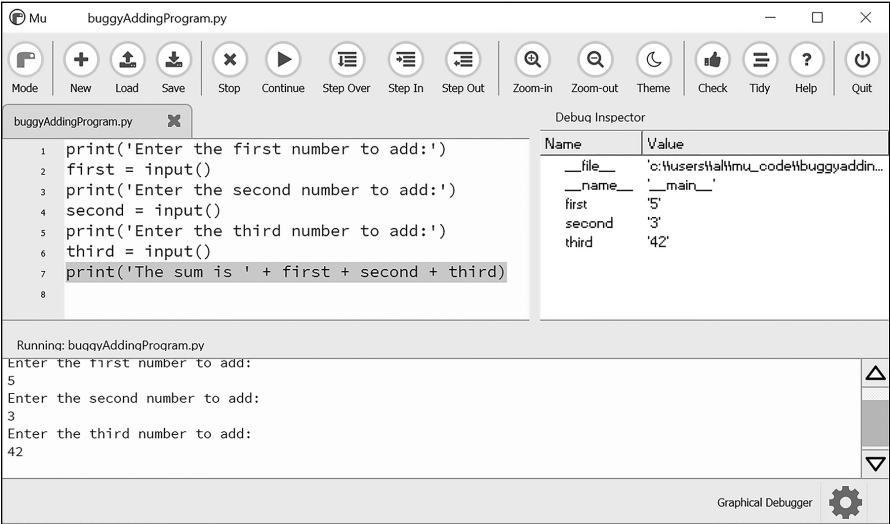 Mu buggyAddingProgram.py
Mode New Load Save Stop Continue Step Over Step In Step Out Zoom-in Zoom-out Theme Check Tidy Help Quit
buggyAddingProgram.py
1 print('Enter the first number to add:')
2 first = input()
3 print('Enter the second number to add:')
4 second = input()
5 print('Enter the third number to add:')
6 third = input()
7 print('The sum is ' + first + second + third)
8
Debug Inspector
Name Value
__file__ 'c:\\users\\al\\mu_code\\buggyaddin...
__name__ '__main__'
first '5'
second '3'
third '42'
Running: buggyAddingProgram.py
Enter the first number to add:
5
Enter the second number to add:
3
Enter the third number to add:
42
Graphical Debugger